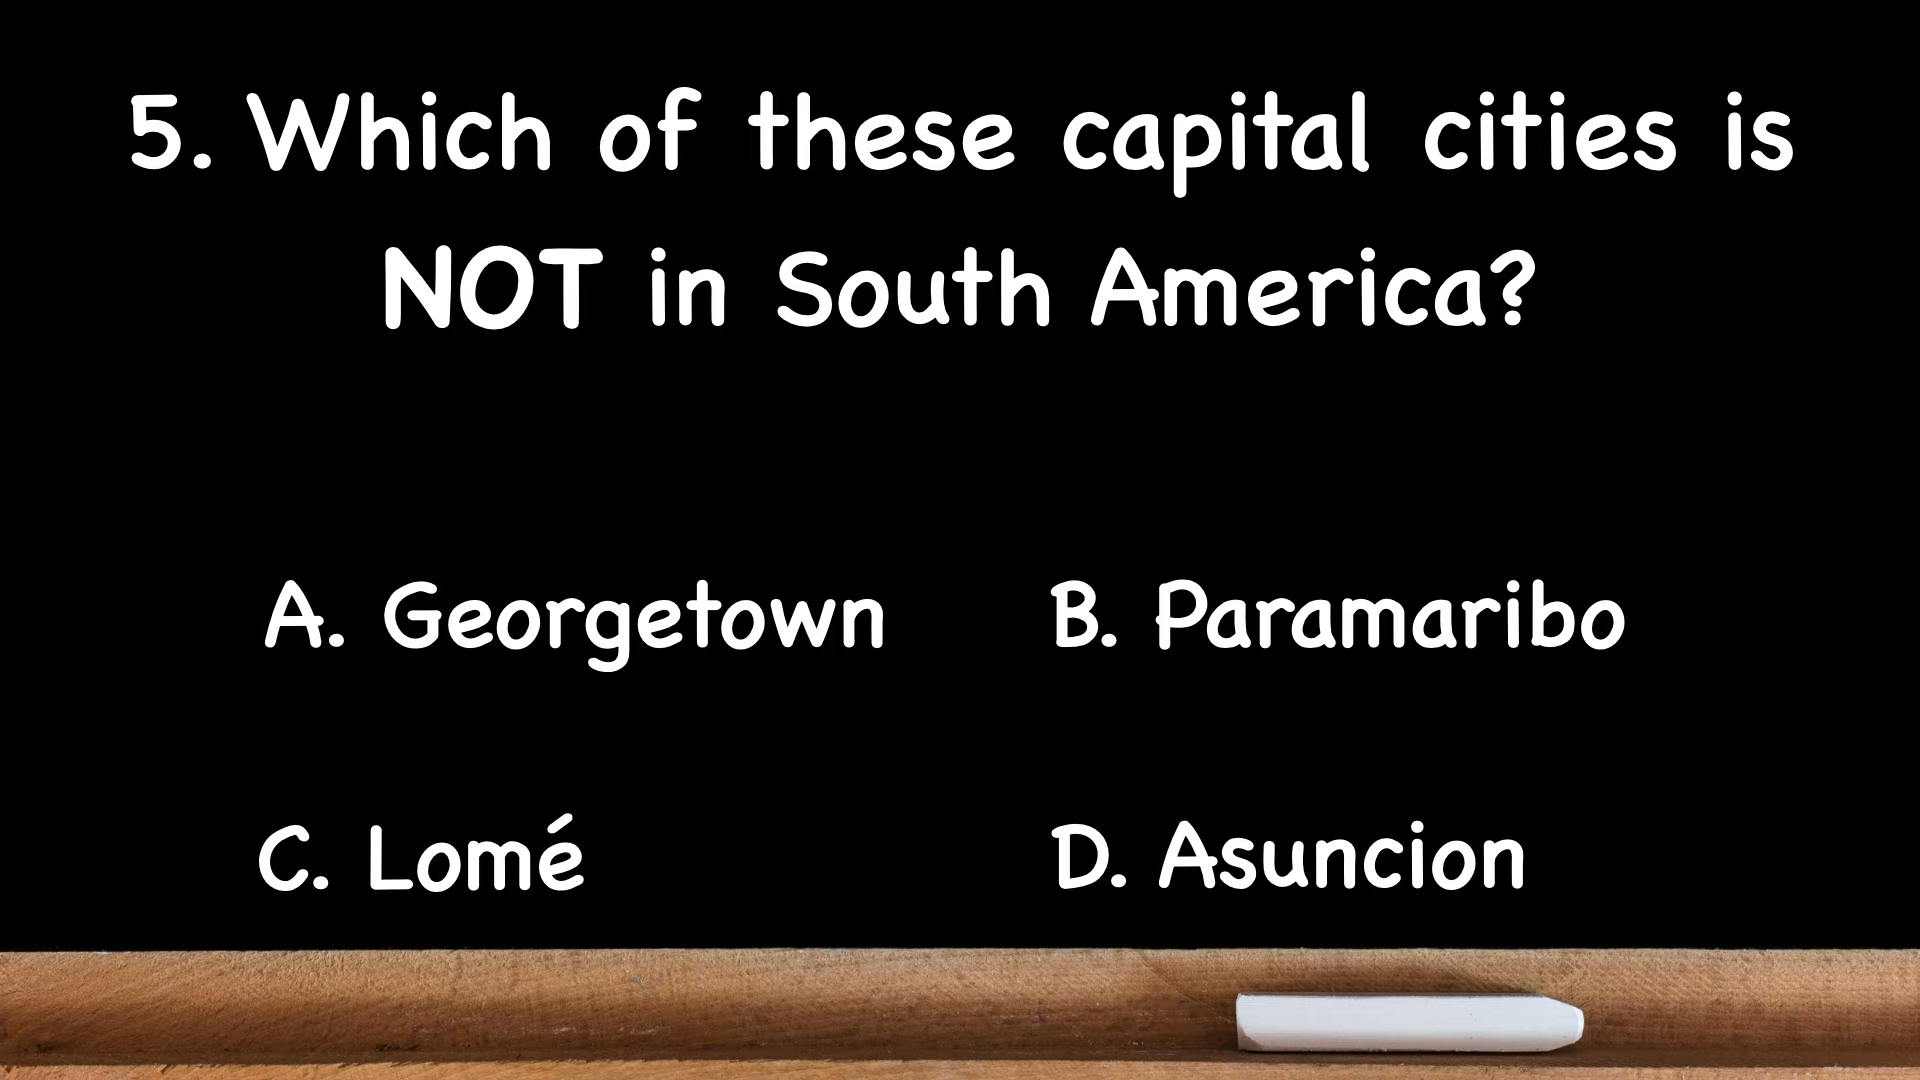 5. Which of these capital cities is
NOT in South America?
A. Georgetown
B. Paramaribo
C. Lomé
D. Asuncion